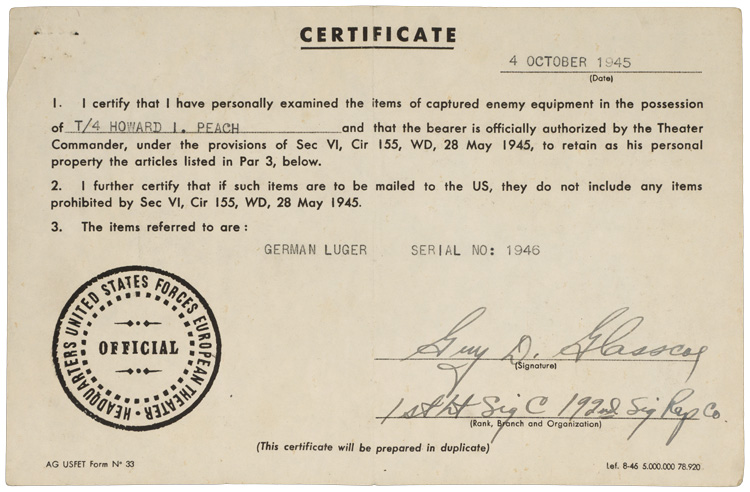 CERTIFICATE
4 OCTOBER 1945
(Date)
1. I certify that I have personally examined the items of captured enemy equipment in the possession
of T/4 HOWARD I. PEACH and that the bearer is officially authorized by the Theater
Commander, under the provisions of Sec VI, Cir 155, WD, 28 May 1945, to retain as his personal
property the articles listed in Par 3, below.
2. I further certify that if such items are to be mailed to the US, they do not include any items
prohibited by Sec VI, Cir 155, WD, 28 May 1945.
3. The items referred to are :
GERMAN LUGER SERIAL NO: 1946
HEADQUARTERS UNITED STATES FORCES EUROPEAN THEATER
OFFICIAL
Guy D. Glasscoe
(Signature)
1st Lt Sig C 192nd Sig Rep Co.
(Rank, Branch and Organization)
(This certificate will be prepared in duplicate)
AG USFET Form N° 33
Lef. 8-45 5.000.000 78.920